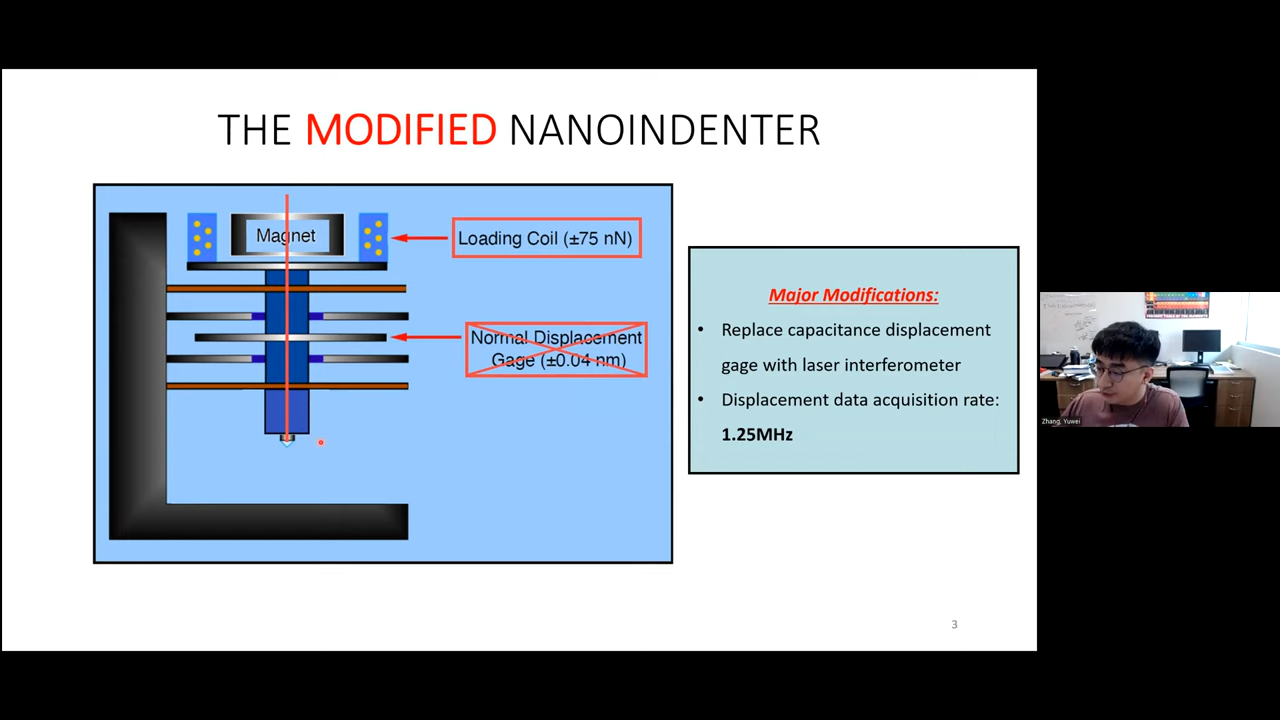 THE MODIFIED NANOINDENTER
Magnet
Loading Coil (±75 nN)
Normal Displacement
Gage (±0.04 nm)
Major Modifications:
• Replace capacitance displacement
gage with laser interferometer
• Displacement data acquisition rate:
1.25MHz
3
Zhang, Yuwei